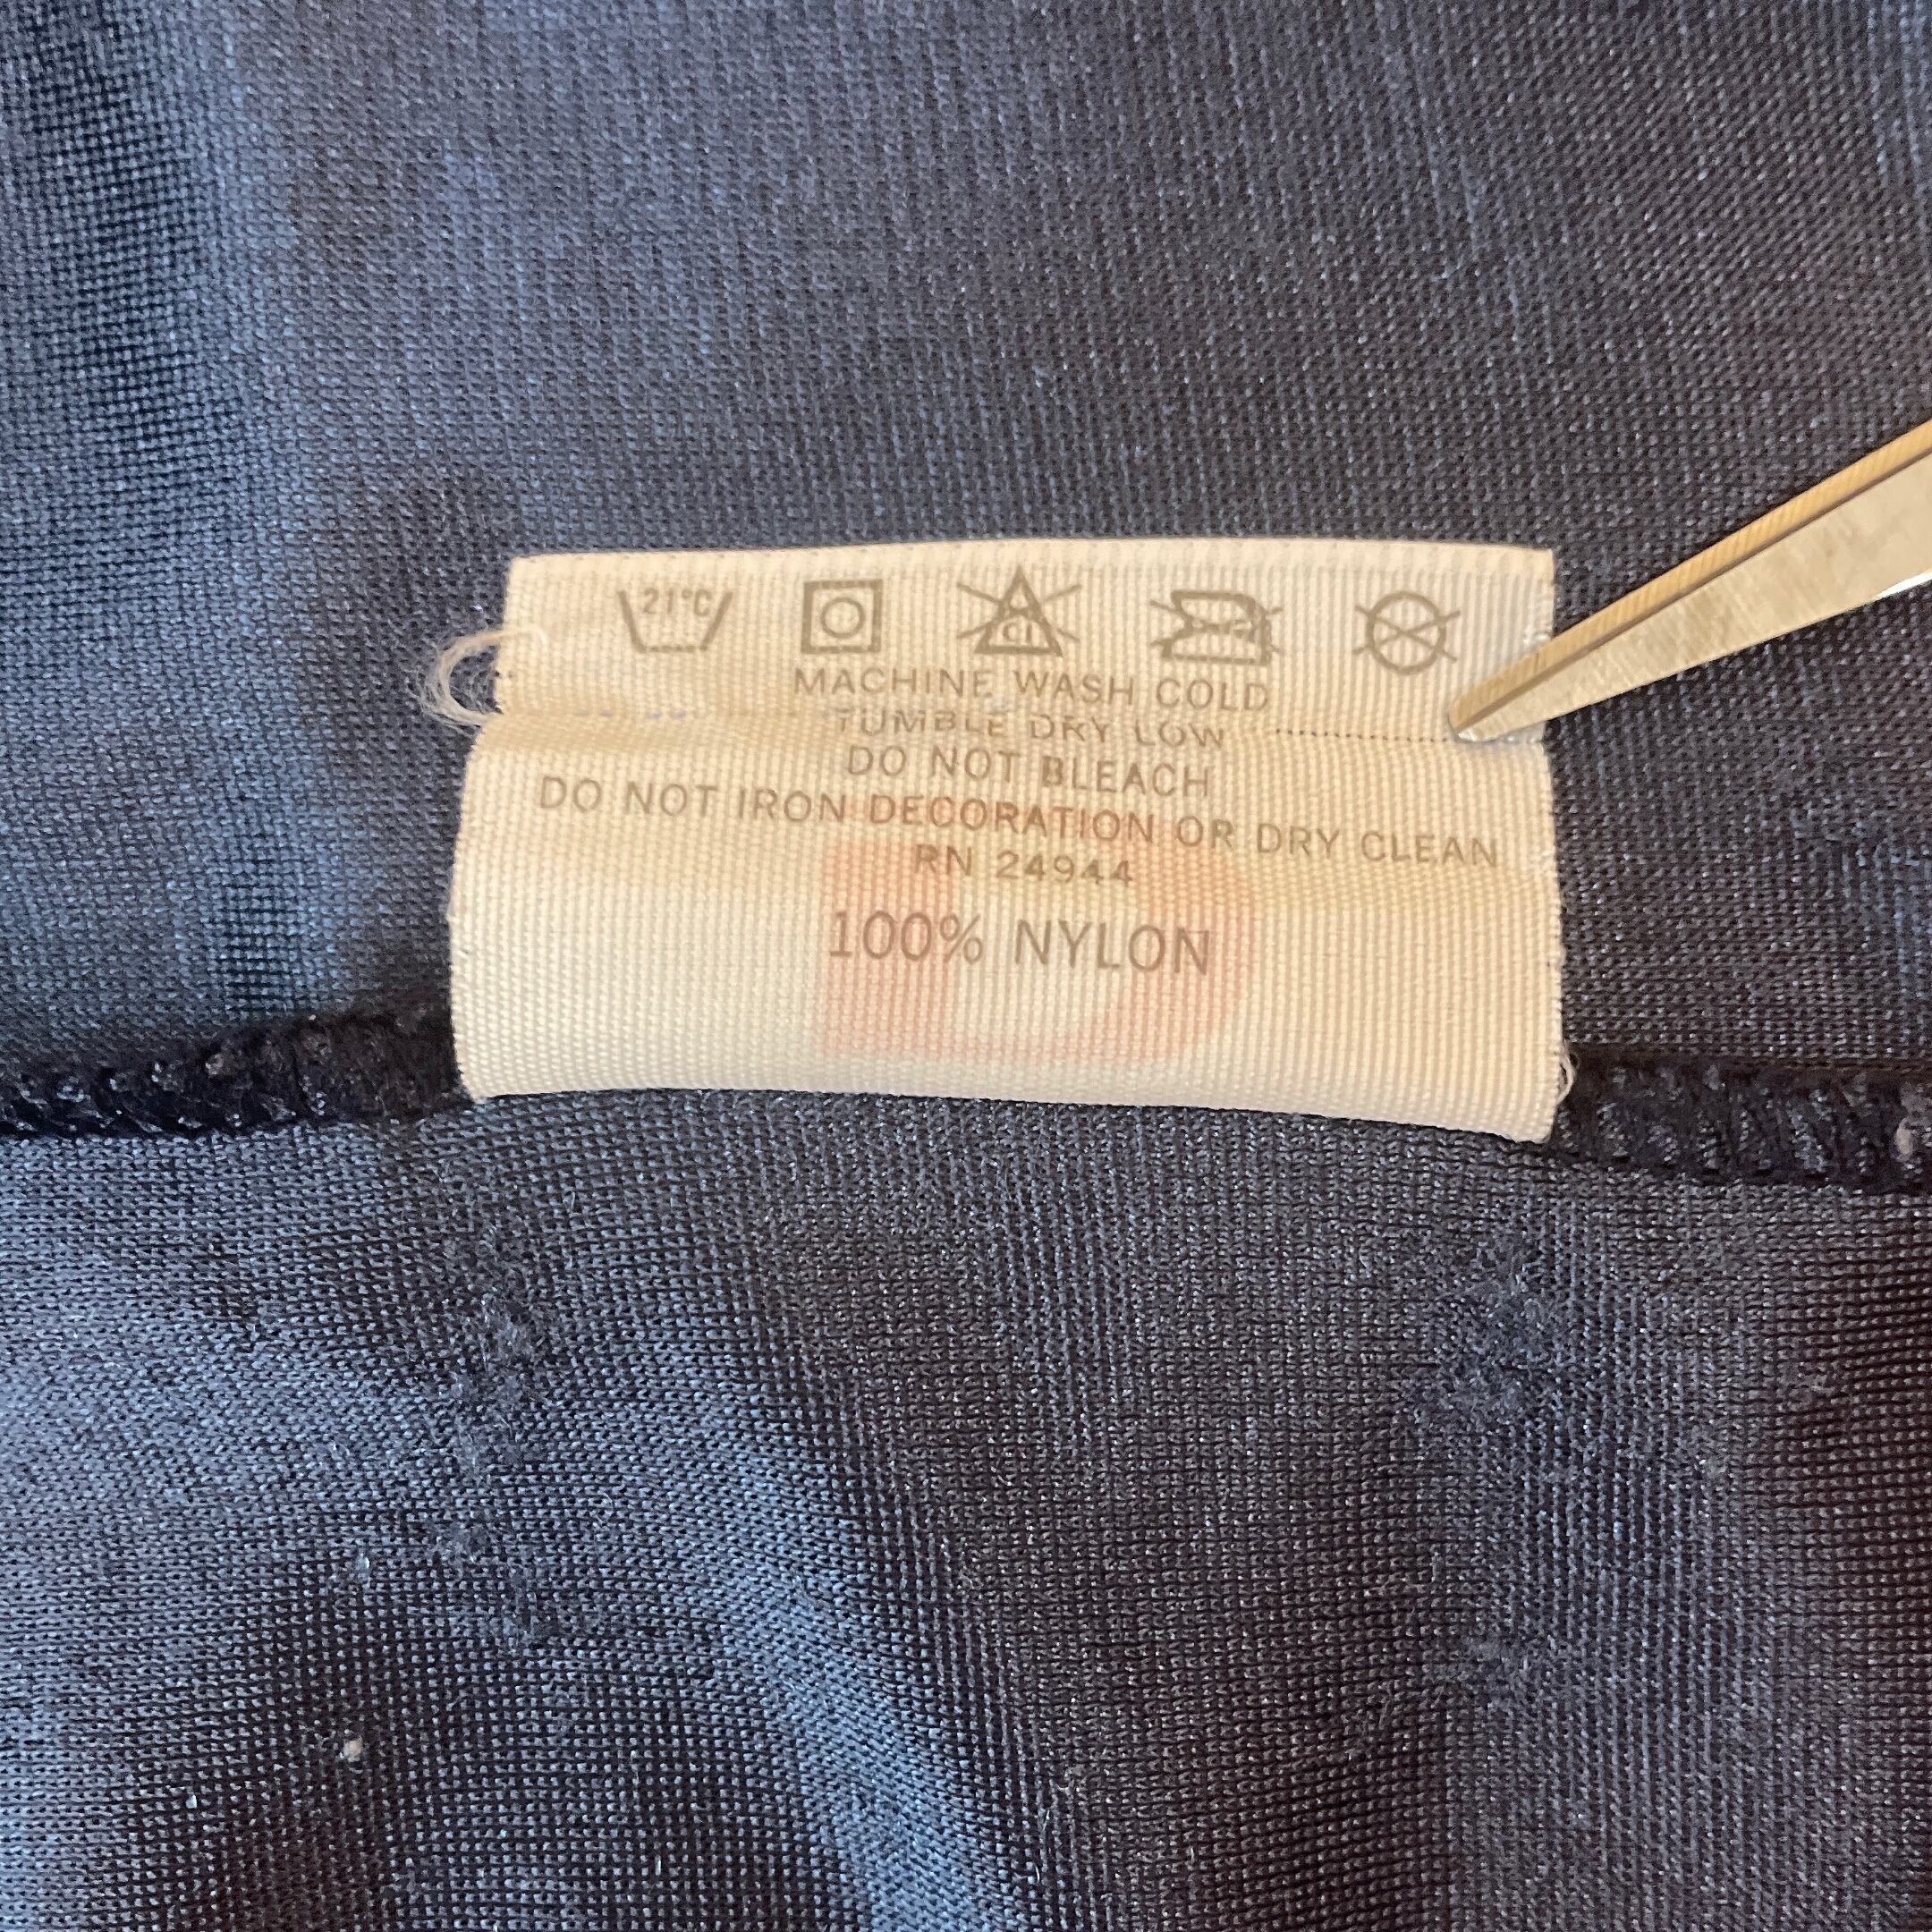 21°C
Cl
MACHINE WASH COLD
TUMBLE DRY LOW
DO NOT BLEACH
DO NOT IRON DECORATION OR DRY CLEAN
RN 24944
100% NYLON